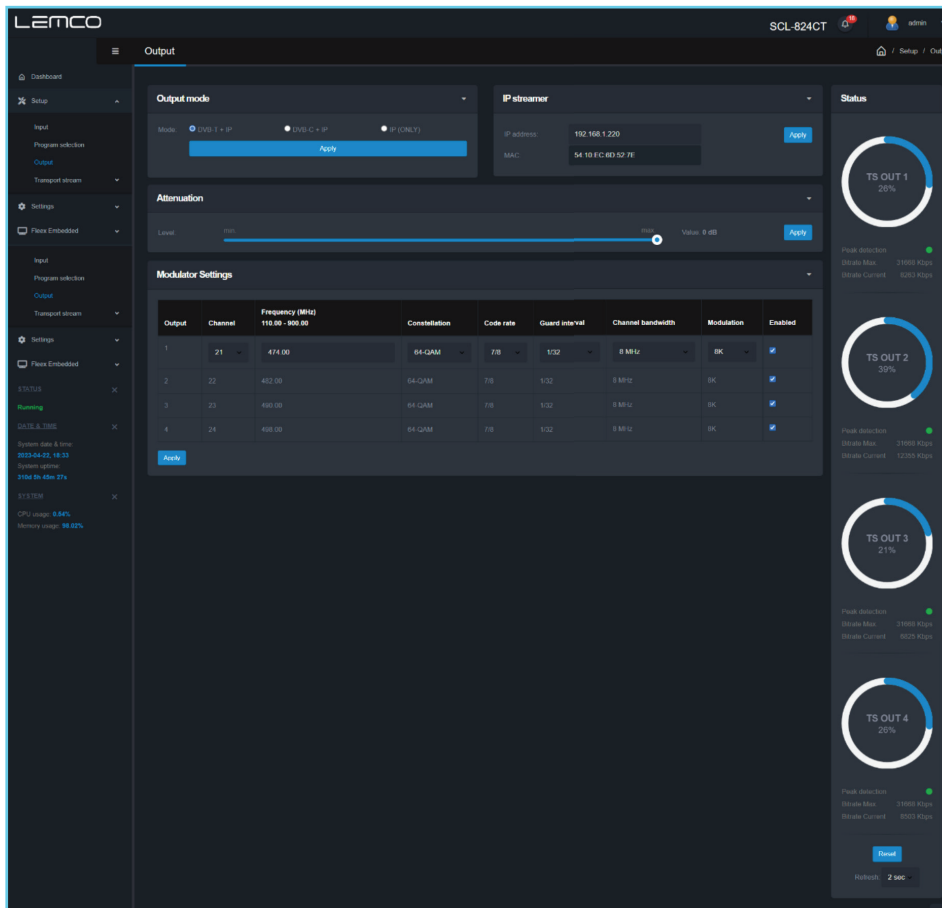 LEMCO
SCL-824CT
18
admin
Output
/ Setup / Out
Dashboard
Setup
Input
Program selection
Output
Transport stream
Settings
Fleex Embedded
Input
Program selection
Output
Transport stream
Settings
Fleex Embedded
STATUS
Running
DATE & TIME
System date & time:
2023-04-22, 18:33
System uptime:
310d 5h 45m 27s
SYSTEM
CPU usage: 0.64%
Memory usage: 98.02%
Output mode
Mode: DVB-T + IP DVB-C + IP IP (ONLY)
Apply
IP streamer
IP address: 192.168.1.220 Apply
MAC: 54:10:EC:6D:52:7E
Attenuation
Level: min. max. Value: 0 dB Apply
Modulator Settings
Output Channel Frequency (MHz) 110.00 - 900.00 Constellation Code rate Guard interval Channel bandwidth Modulation Enabled
1 21 474.00 64-QAM 7/8 1/32 8 MHz 8K
2 22 482.00 64-QAM 7/8 1/32 8 MHz 8K
3 23 490.00 64-QAM 7/8 1/32 8 MHz 8K
4 24 498.00 64-QAM 7/8 1/32 8 MHz 8K
Apply
Status
TS OUT 1
26%
Peak detection
Bitrate Max 31668 Kbps
Bitrate Current 8263 Kbps
TS OUT 2
39%
Peak detection
Bitrate Max 31668 Kbps
Bitrate Current 12285 Kbps
TS OUT 3
21%
Peak detection
Bitrate Max 31668 Kbps
Bitrate Current 6625 Kbps
TS OUT 4
26%
Peak detection
Bitrate Max 31668 Kbps
Bitrate Current 8503 Kbps
Reset
Refresh: 2 sec